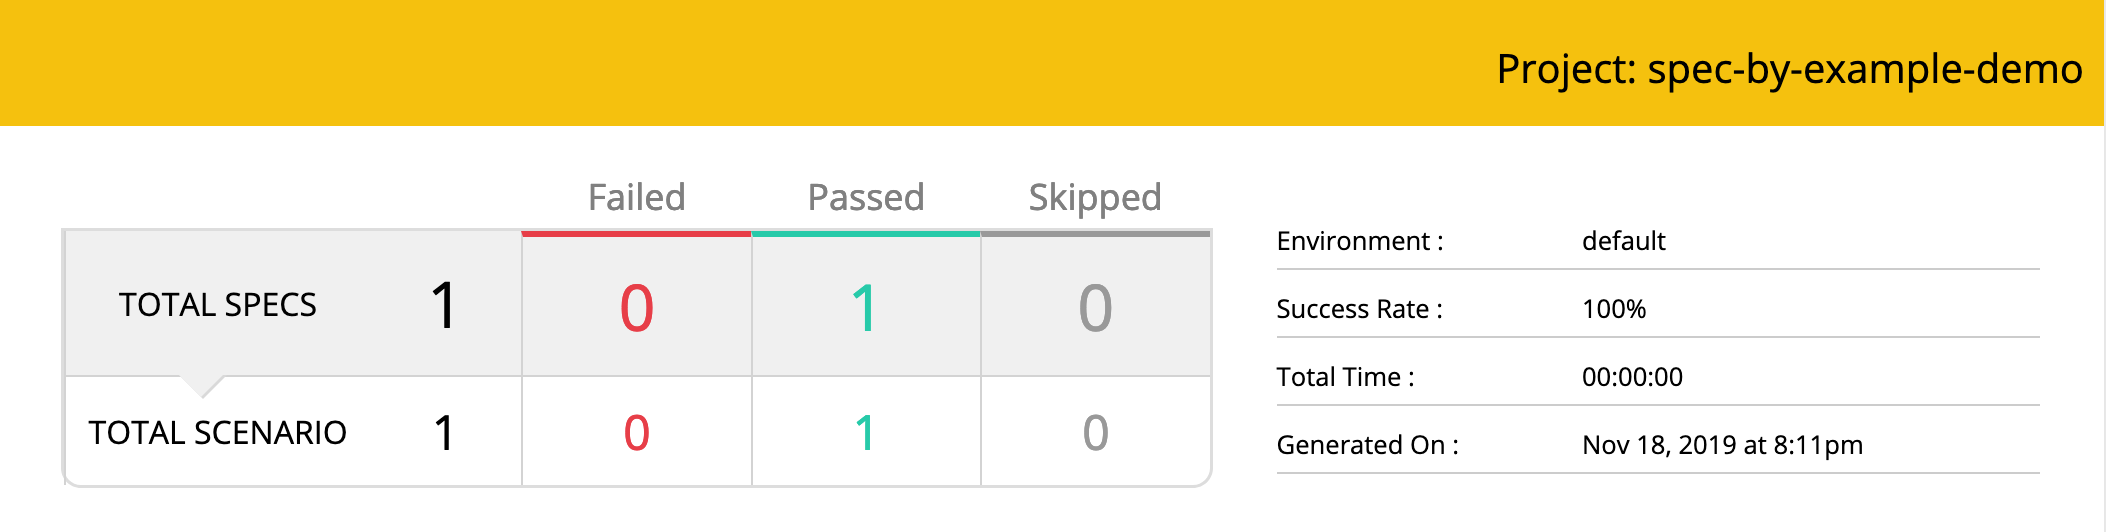 Project: spec-by-example-demo
Failed Passed Skipped
TOTAL SPECS 1 0 1 0
TOTAL SCENARIO 1 0 1 0
Environment : default
Success Rate : 100%
Total Time : 00:00:00
Generated On : Nov 18, 2019 at 8:11pm